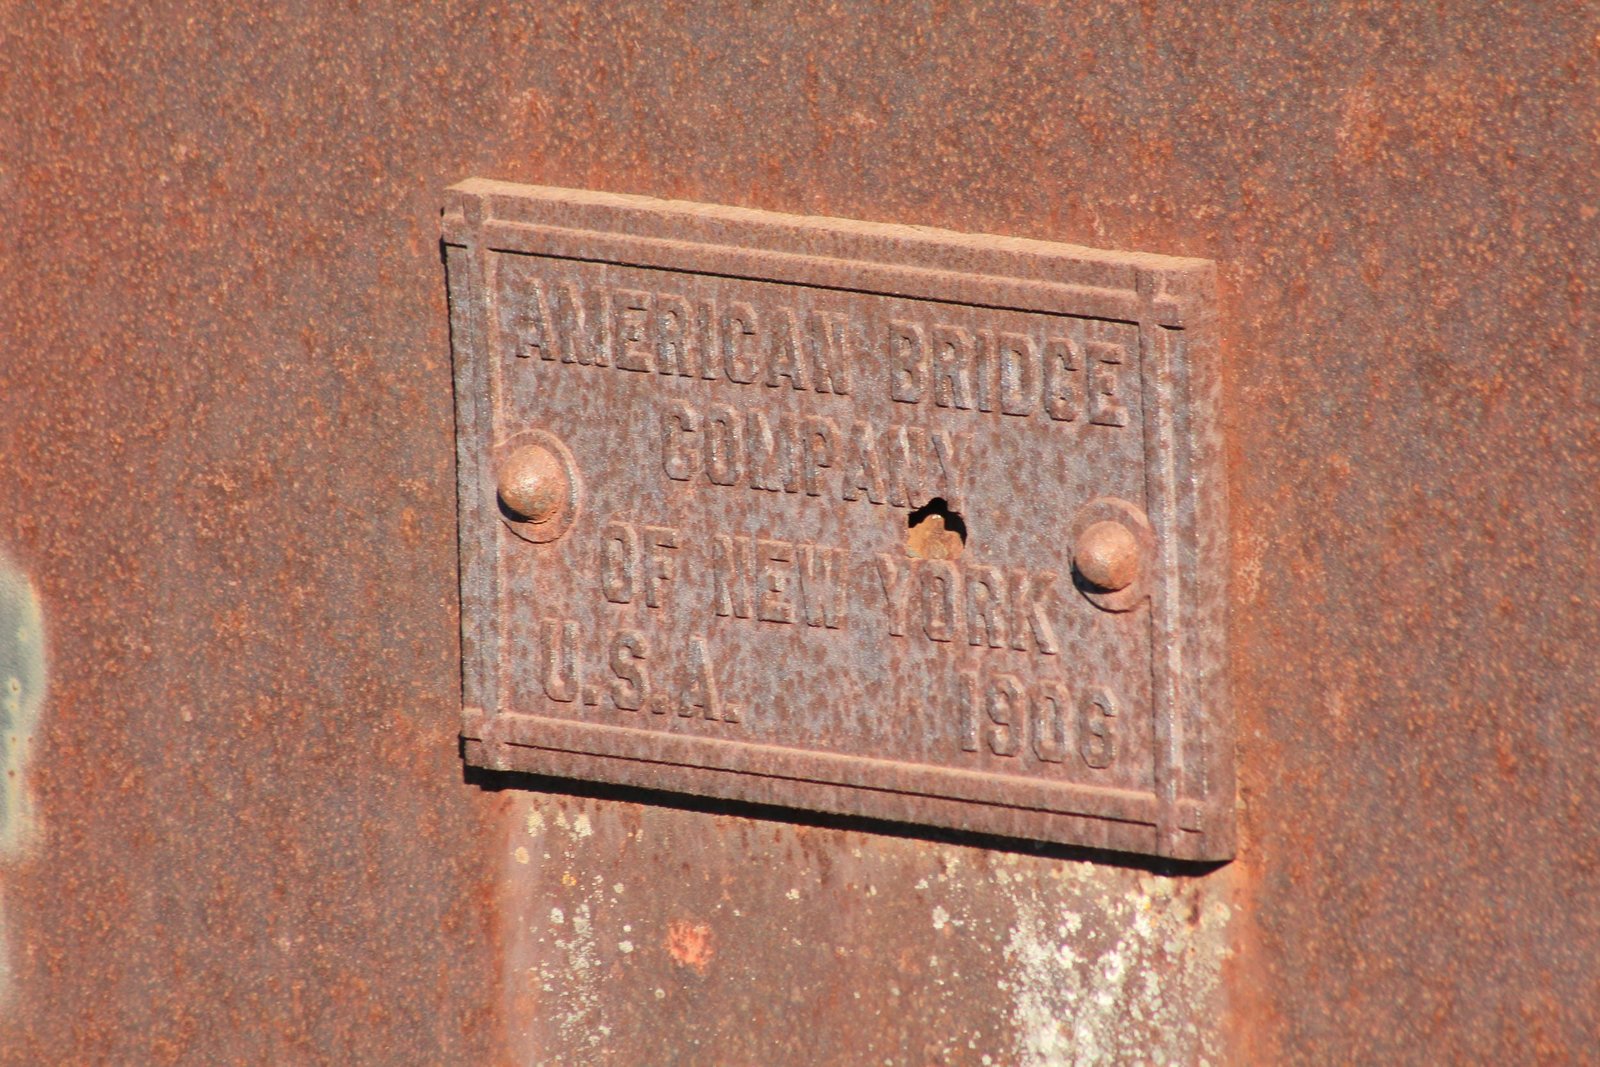 AMERICAN BRIDGE
COMPANY
OF NEW YORK
U.S.A. 1906